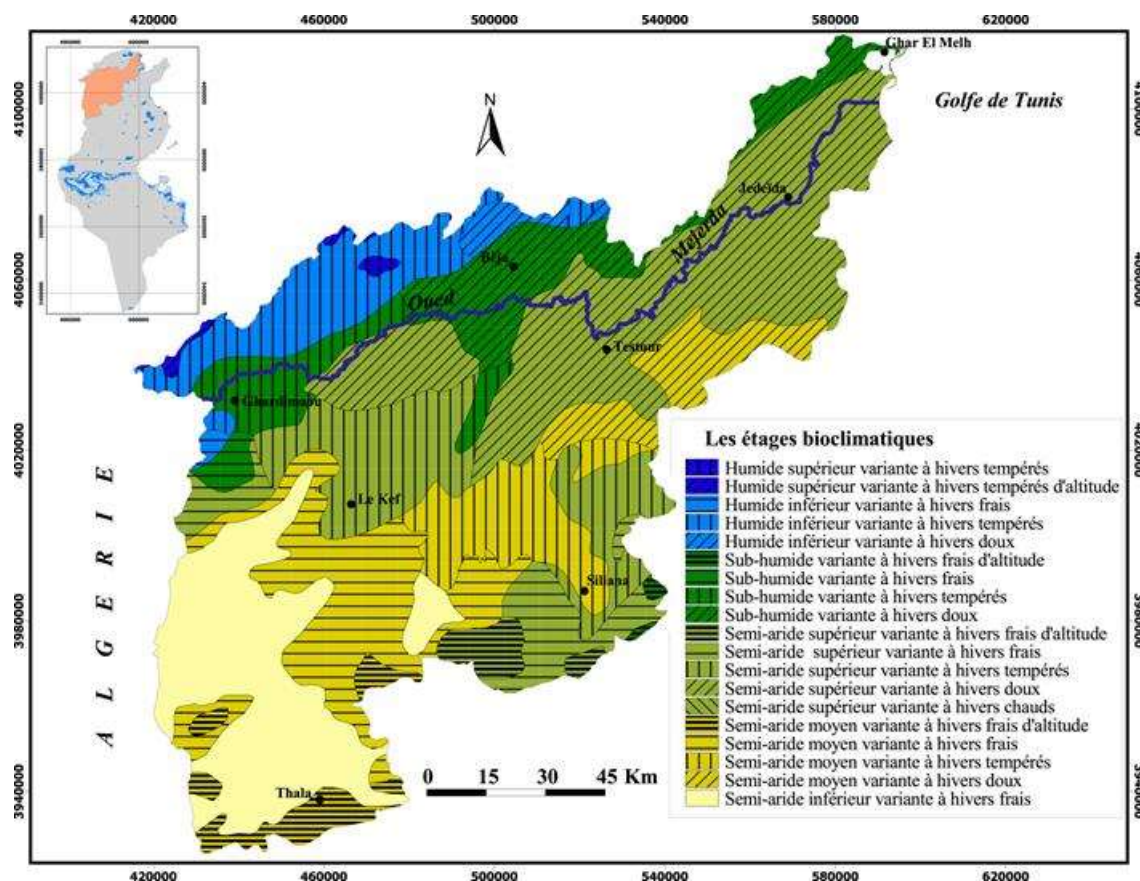 420000 460000 500000 540000 580000 620000
Ghar El Melh
Golfe de Tunis
N
4100000
4060000
4020000
3980000
3940000
4100000
4060000
4020000
3980000
3940000
Jedeida
Mejerda
Béja
Oued
Testour
Ghardimaou
Le Kef
Siliana
Thala
ALGERIE
Les étages bioclimatiques
Humide supérieur variante à hivers tempérés
Humide supérieur variante à hivers tempérés d'altitude
Humide inférieur variante à hivers frais
Humide inférieur variante à hivers tempérés
Humide inférieur variante à hivers doux
Sub-humide variante à hivers frais d'altitude
Sub-humide variante à hivers frais
Sub-humide variante à hivers tempérés
Sub-humide variante à hivers doux
Semi-aride supérieur variante à hivers frais d'altitude
Semi-aride supérieur variante à hivers frais
Semi-aride supérieur variante à hivers tempérés
Semi-aride supérieur variante à hivers doux
Semi-aride supérieur variante à hivers chauds
Semi-aride moyen variante à hivers frais d'altitude
Semi-aride moyen variante à hivers frais
Semi-aride moyen variante à hivers tempérés
Semi-aride moyen variante à hivers doux
Semi-aride inférieur variante à hivers frais
0 15 30 45 Km
420000 460000 500000 540000 580000 620000